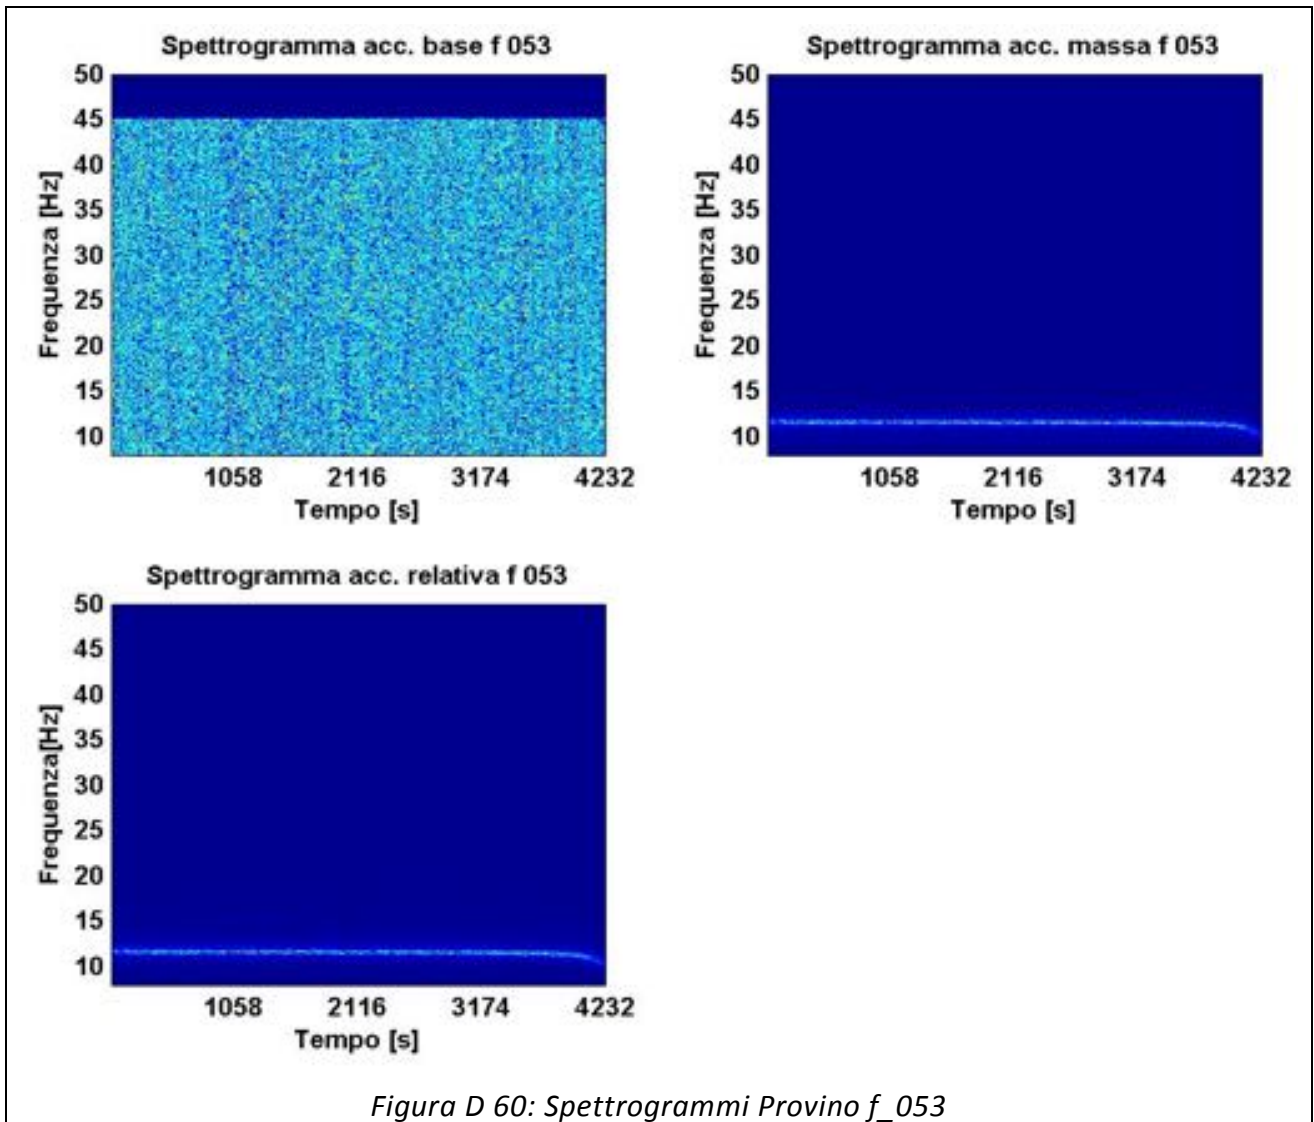 Spettrogramma acc. base f 053
50
45
40
35
30
25
20
15
10
Frequenza [Hz]
1058 2116 3174 4232
Tempo [s]
Spettrogramma acc. massa f 053
50
45
40
35
30
25
20
15
10
Frequenza [Hz]
1058 2116 3174 4232
Tempo [s]
Spettrogramma acc. relativa f 053
50
45
40
35
30
25
20
15
10
Frequenza[Hz]
1058 2116 3174 4232
Tempo [s]
Figura D 60: Spettrogrammi Provino f_053